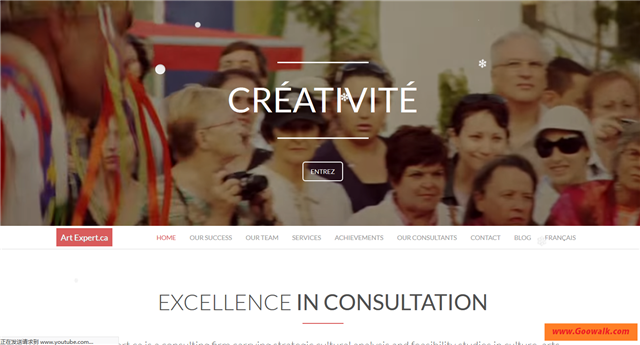 CRÉATIVITÉ
ENTREZ
Art Expert.ca
HOME OUR SUCCESS OUR TEAM SERVICES ACHIEVEMENTS OUR CONSULTANTS CONTACT BLOG FRANÇAIS
EXCELLENCE IN CONSULTATION
www.Goowalk.com
正在发送请求到 www.youtube.com...